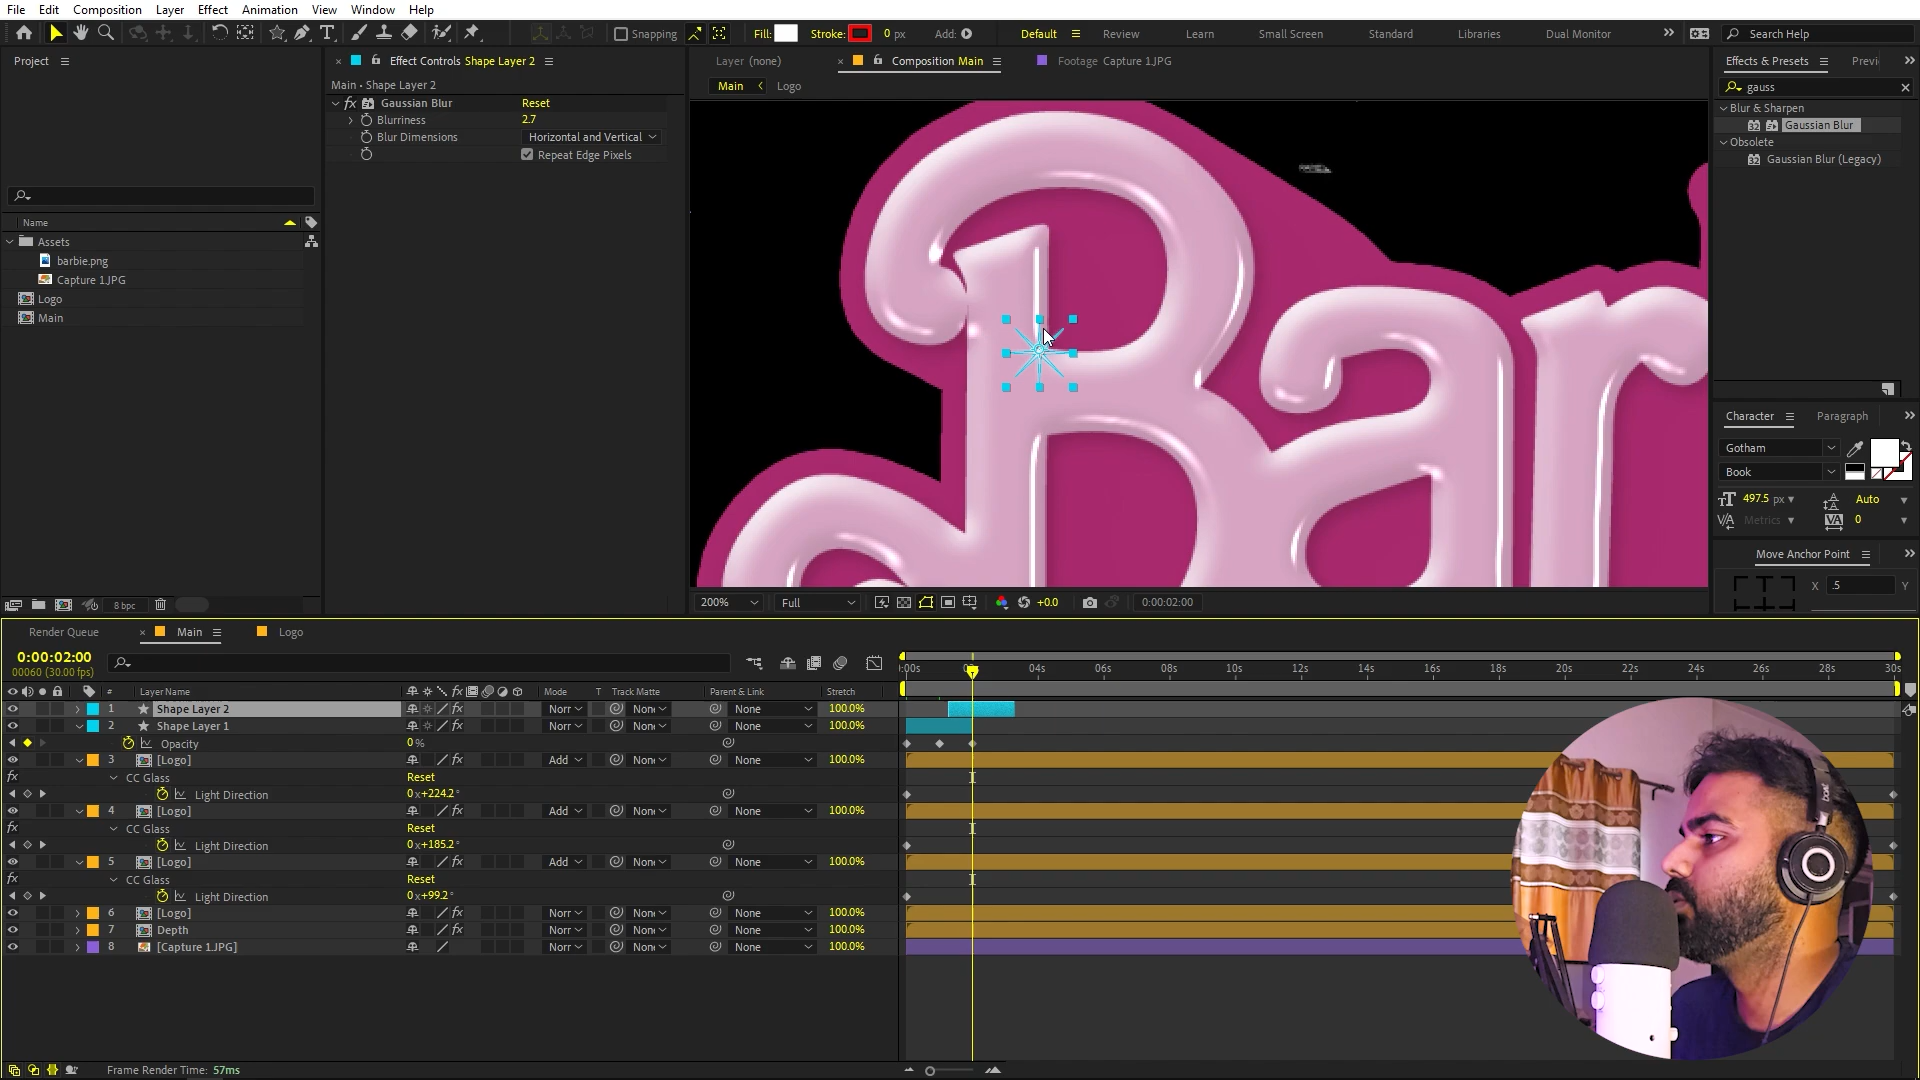 File Edit Composition Layer Effect Animation View Window Help
Snapping Fill: Stroke: 0 px Add: Default Review Learn Small Screen Standard Libraries Dual Monitor Search Help
Project
Effect Controls Shape Layer 2
Main • Shape Layer 2
Gaussian Blur Reset
Blurriness 2.7
Blur Dimensions Horizontal and Vertical
Repeat Edge Pixels
Name
Assets
barbie.png
Capture 1.JPG
Logo
Main
8 bpc
Layer (none) Composition Main Footage Capture 1.JPG
Main Logo
Bar
200% Full +0.0 0:00:02:00
Effects & Presets Previ
gauss
Blur & Sharpen
32 Gaussian Blur
Obsolete
32 Gaussian Blur (Legacy)
Character Paragraph
Gotham
Book
497.5 px Auto
Metrics 0
Move Anchor Point
X .5 Y
Render Queue Main Logo
0:00:02:00
00060 (30.00 fps)
:00s 02s 04s 06s 08s 10s 12s 14s 16s 18s 20s 22s 24s 26s 28s 30s
# Layer Name fx Mode T Track Matte Parent & Link Stretch
1 Shape Layer 2 Norr None None 100.0%
2 Shape Layer 1 Norr None None 100.0%
Opacity 0 %
3 [Logo] Add None None 100.0%
fx CC Glass Reset
Light Direction 0 x+224.2 °
4 [Logo] Add None None 100.0%
fx CC Glass Reset
Light Direction 0 x+185.2 °
5 [Logo] Add None None 100.0%
fx CC Glass Reset
Light Direction 0 x+99.2 °
6 [Logo] Norr None None 100.0%
7 Depth Norr None None 100.0%
8 [Capture 1.JPG] Norr None None 100.0%
Frame Render Time: 57ms